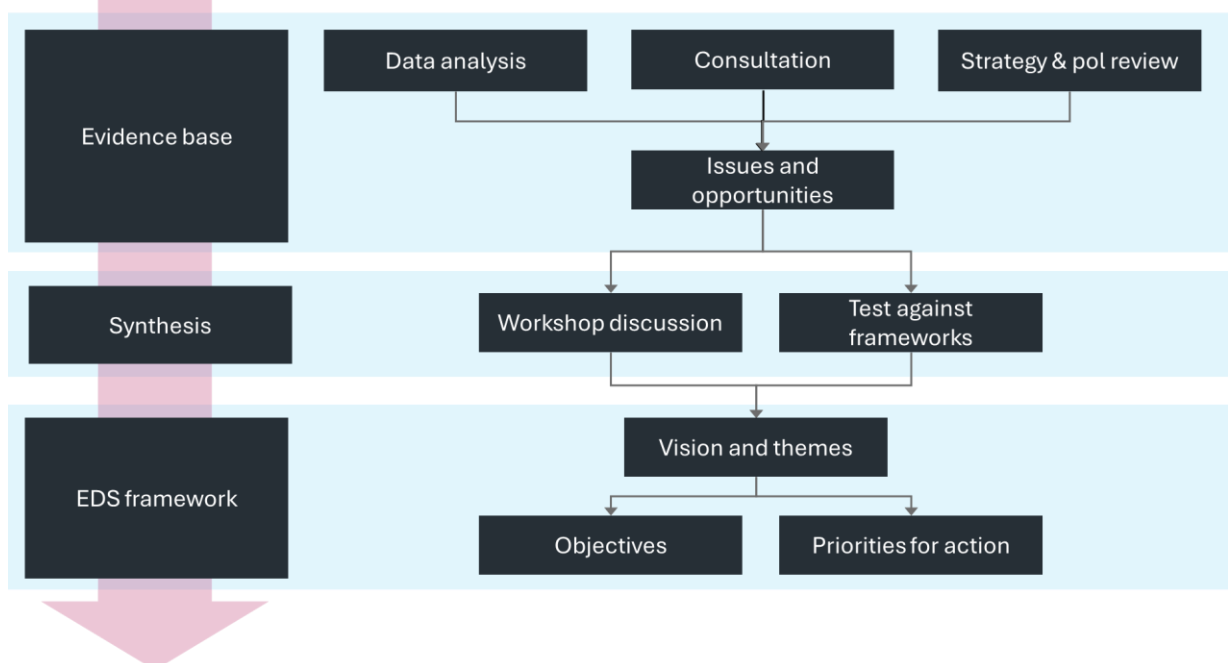 Evidence base
Data analysis
Consultation
Strategy & pol review
Issues and
opportunities
Synthesis
Workshop discussion
Test against
frameworks
EDS framework
Vision and themes
Objectives
Priorities for action